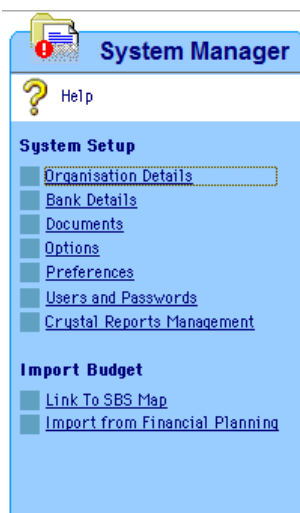 System Manager
Help
System Setup
Organisation Details
Bank Details
Documents
Options
Preferences
Users and Passwords
Crystal Reports Management
Import Budget
Link To SBS Map
Import from Financial Planning